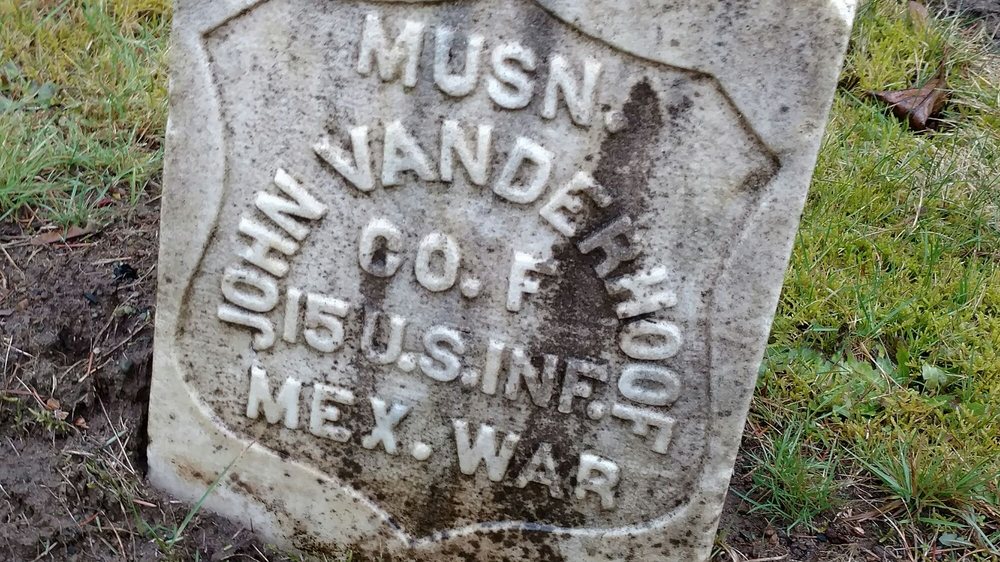 MUSN.
JOHN VANDERHOOF
CO. F
15 U.S. INF.
MEX. WAR